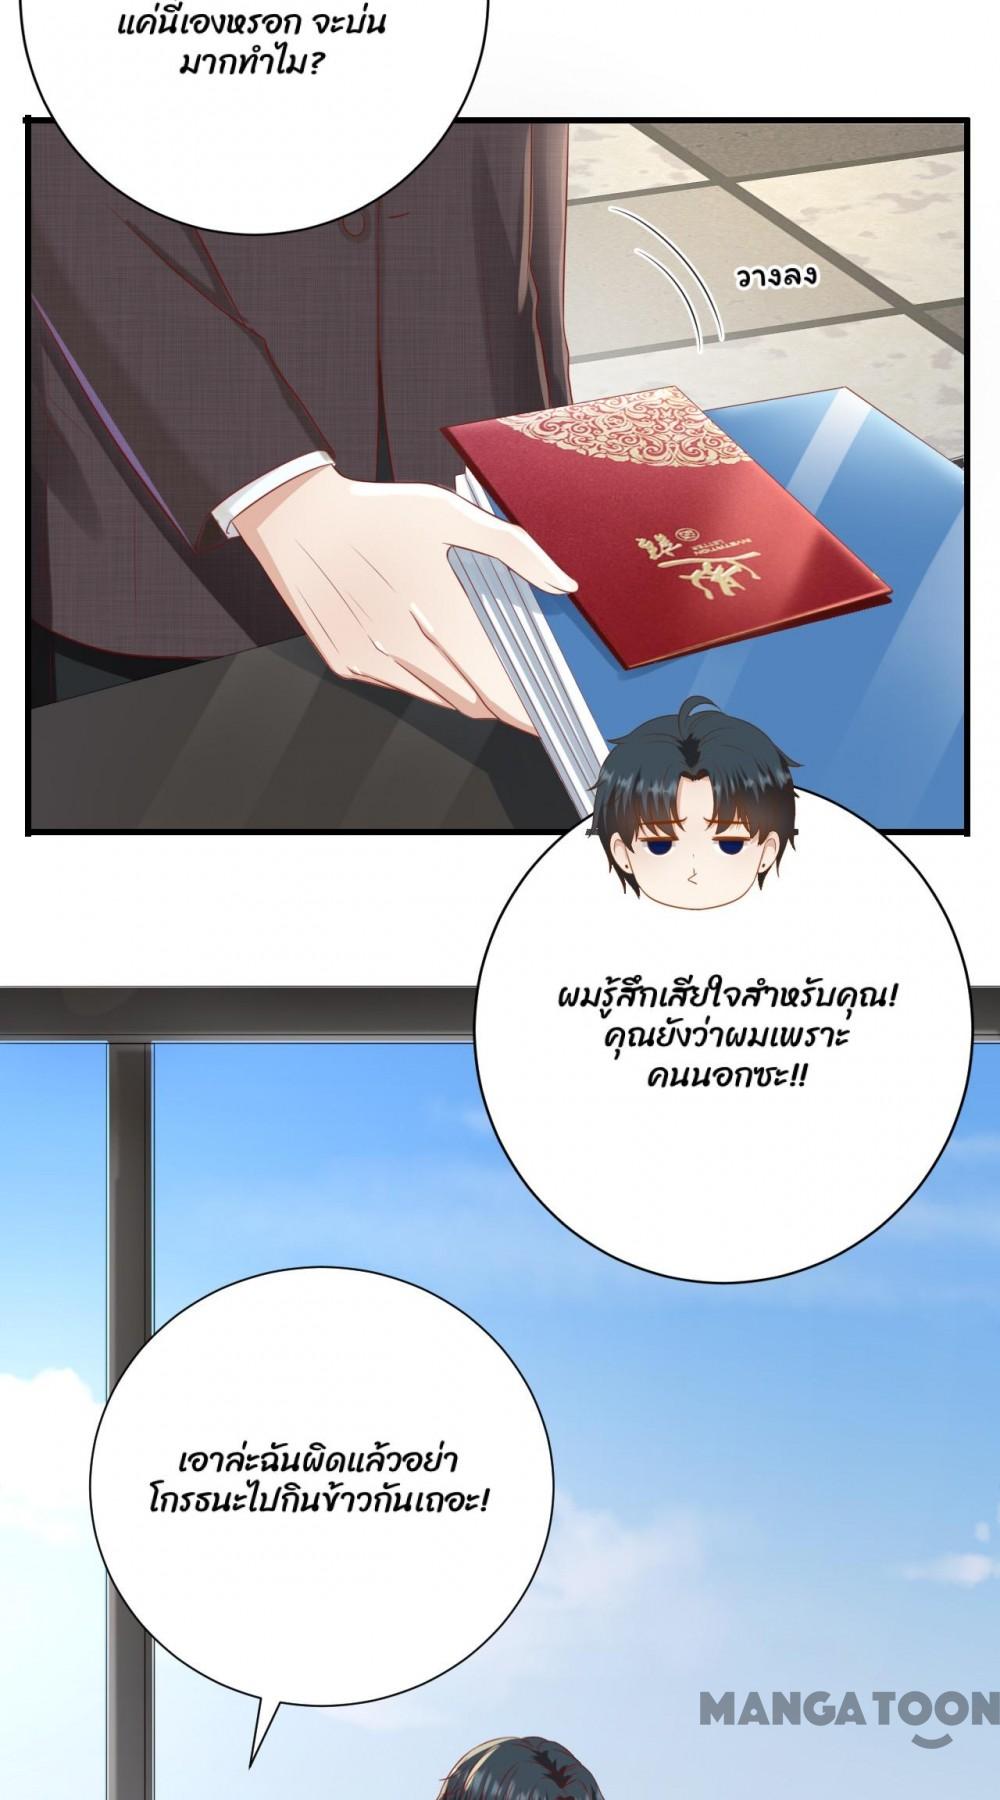 แค่นี้เองหรอก จะบ่น
มากทำไม?
วางลง
INVITATION
LETTER
ผมรู้สึกเสียใจสำหรับคุณ!
คุณยังว่าผมเพราะ
คนนอกซะ!!
เอาล่ะฉันผิดแล้วอย่า
โกรธนะไปกินข้าวกันเถอะ!
MANGATOON